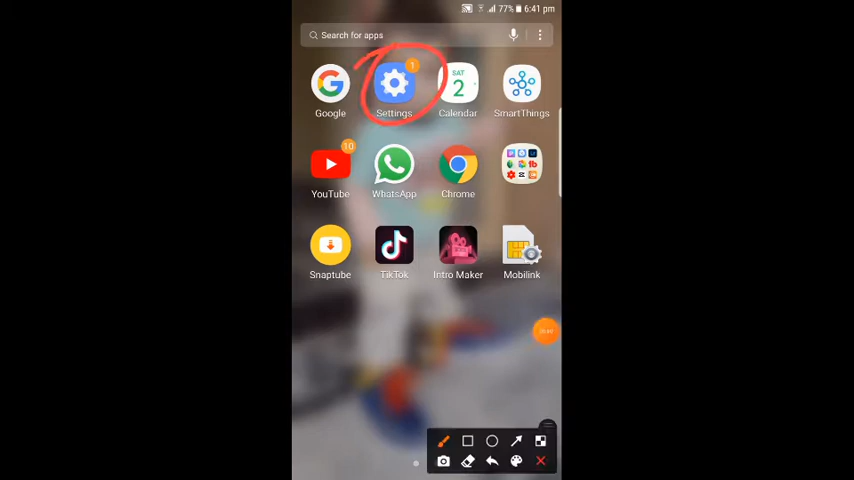 77% 6:41 pm
Search for apps
1
SAT
2
Google
Settings
Calendar
SmartThings
10
YouTube
WhatsApp
Chrome
Snaptube
TikTok
Intro Maker
Mobilink